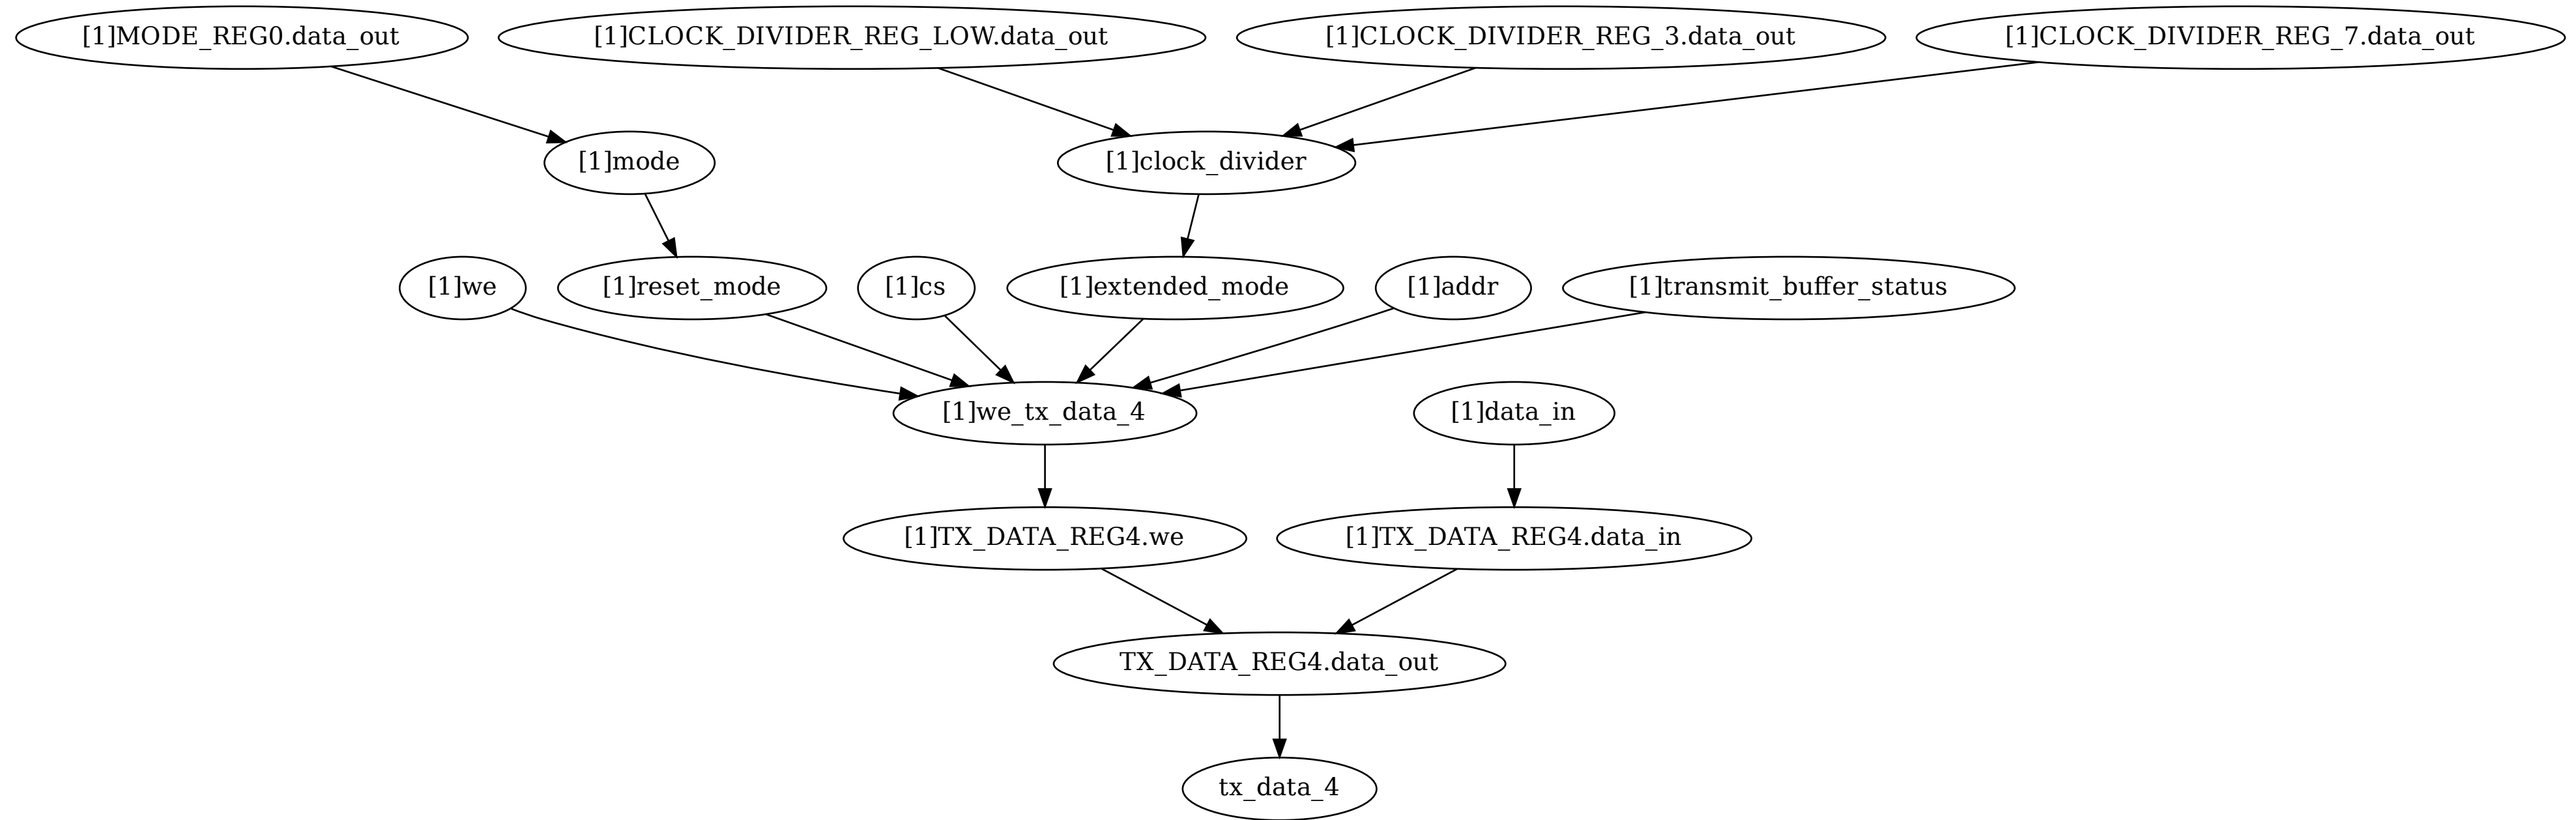 [1]MODE_REG0.data_out
[1]CLOCK_DIVIDER_REG_LOW.data_out
[1]CLOCK_DIVIDER_REG_3.data_out
[1]CLOCK_DIVIDER_REG_7.data_out
[1]mode
[1]clock_divider
[1]we
[1]reset_mode
[1]cs
[1]extended_mode
[1]addr
[1]transmit_buffer_status
[1]we_tx_data_4
[1]data_in
[1]TX_DATA_REG4.we
[1]TX_DATA_REG4.data_in
TX_DATA_REG4.data_out
tx_data_4